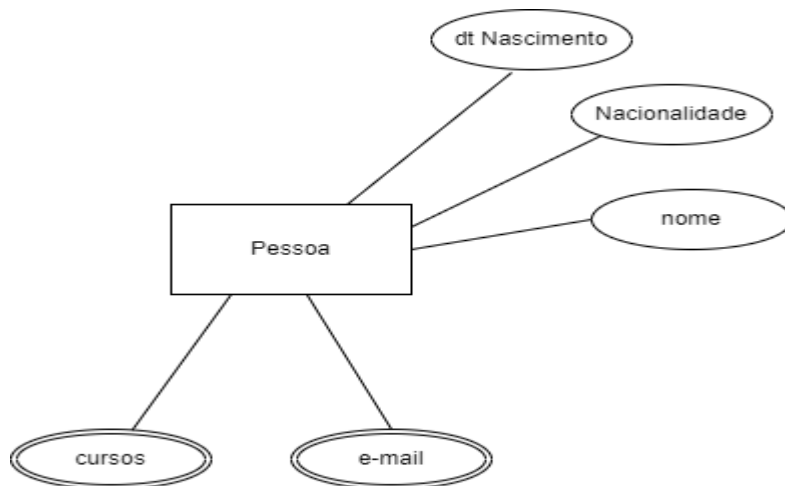 dt Nascimento
Nacionalidade
nome
Pessoa
cursos
e-mail